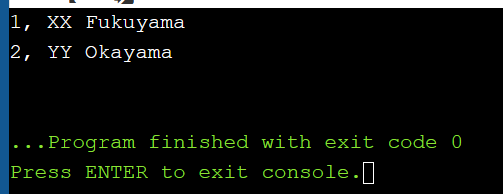 1, XX Fukuyama
2, YY Okayama
...Program finished with exit code 0
Press ENTER to exit console.